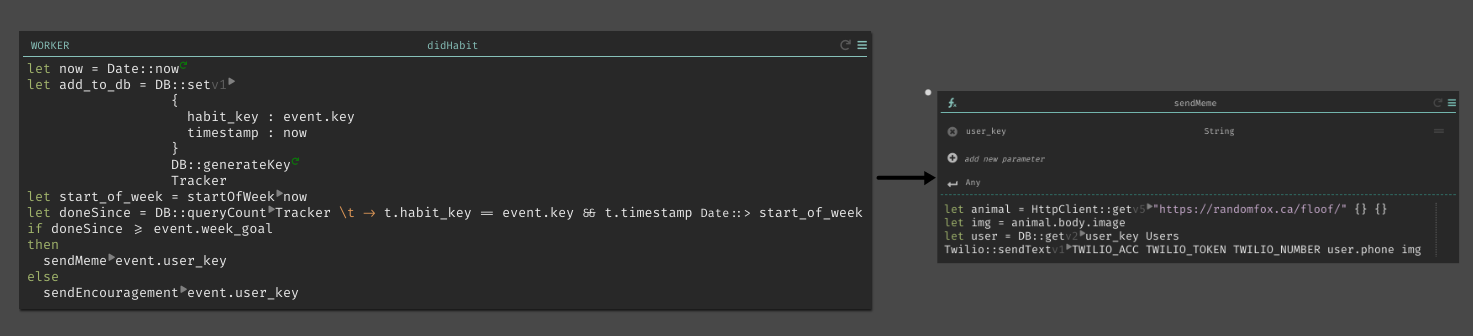 WORKER didHabit
let now = Date::now
let add_to_db = DB::setv1
{
habit_key : event.key
timestamp : now
}
DB::generateKey
Tracker
let start_of_week = startOfWeek now
let doneSince = DB::queryCount Tracker \t -> t.habit_key == event.key && t.timestamp Date::> start_of_week
if doneSince >= event.week_goal
then
sendMeme event.user_key
else
sendEncouragement event.user_key
fx sendMeme
user_key String
add new parameter
Any
let animal = HttpClient::getv5 "https://randomfox.ca/floof/" {} {}
let img = animal.body.image
let user = DB::getv2 user_key Users
Twilio::sendTextv1 TWILIO_ACC TWILIO_TOKEN TWILIO_NUMBER user.phone img